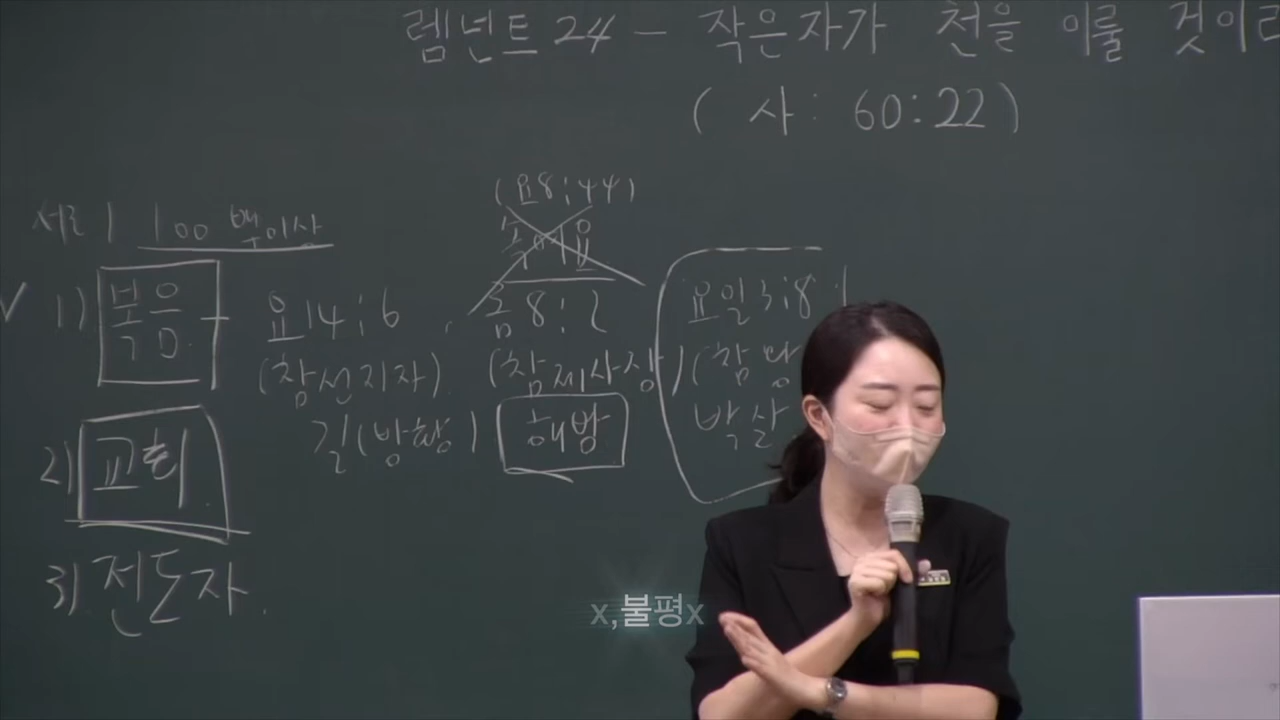 렘넌트 24 - 작은자가 천을 이룰 것이라
( 사 : 60:22 )
서론 1 100% 이상
(요8:44)
✓ 1) 복음 - 요14:6
롬 8:2
요일3:8
(참선지자)
(참제사장)
(참왕
길(방향)
해방
박살
2) 교회
3) 전도자.
x,불평x